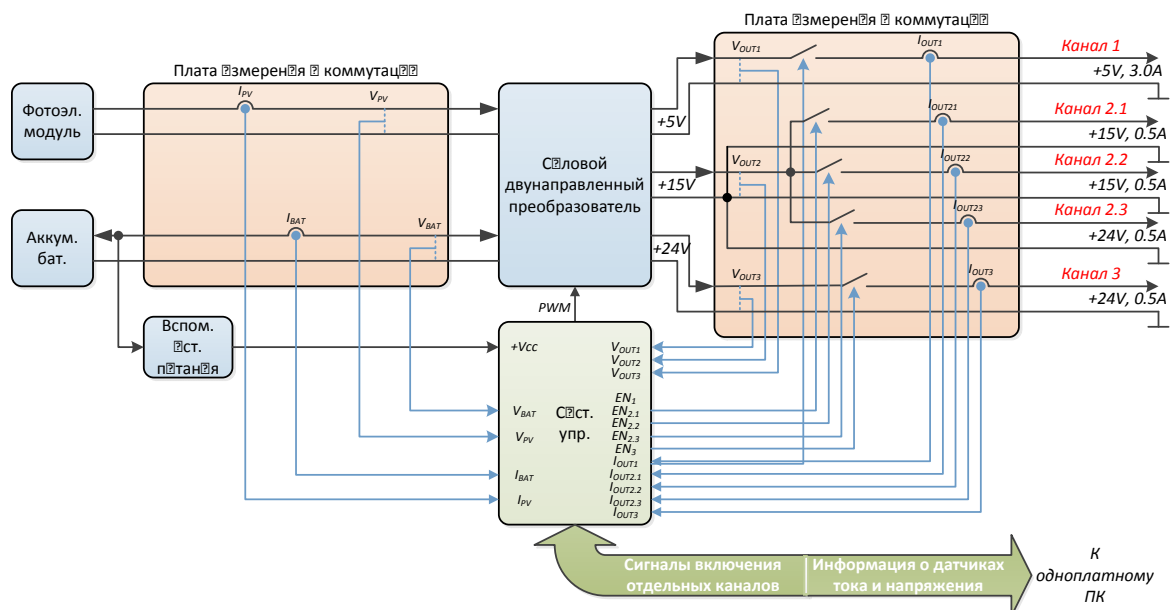 Плата ⍰змерен⍰я ⍰ коммутац⍰⍰
Плата ⍰змерен⍰я ⍰ коммутац⍰⍰
Фотоэл.
модуль
I_PV
V_PV
Аккум.
бат.
I_BAT
V_BAT
С⍰ловой
двунаправленный
преобразователь
+5V
+15V
+24V
V_OUT1
I_OUT1
Канал 1
+5V, 3.0A
I_OUT21
Канал 2.1
+15V, 0.5A
V_OUT2
I_OUT22
Канал 2.2
+15V, 0.5A
I_OUT23
Канал 2.3
+24V, 0.5A
V_OUT3
I_OUT3
Канал 3
+24V, 0.5A
PWM
Вспом.
⍰ст.
п⍰тан⍰я
+Vcc
V_BAT
V_PV
I_BAT
I_PV
С⍰ст.
упр.
V_OUT1
V_OUT2
V_OUT3
EN_1
EN_2.1
EN_2.2
EN_2.3
EN_3
I_OUT1
I_OUT2.1
I_OUT2.2
I_OUT2.3
I_OUT3
Сигналы включения
отдельных каналов
Информация о датчиках
тока и напряжения
К
одноплатному
ПК